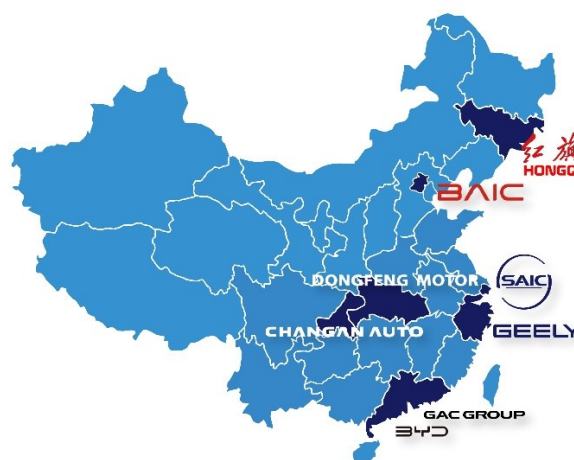 红旗
HONGQ
BAIC
DONGFENG MOTOR
SAIC
CHANGAN AUTO
GEELY
GAC GROUP
BYD